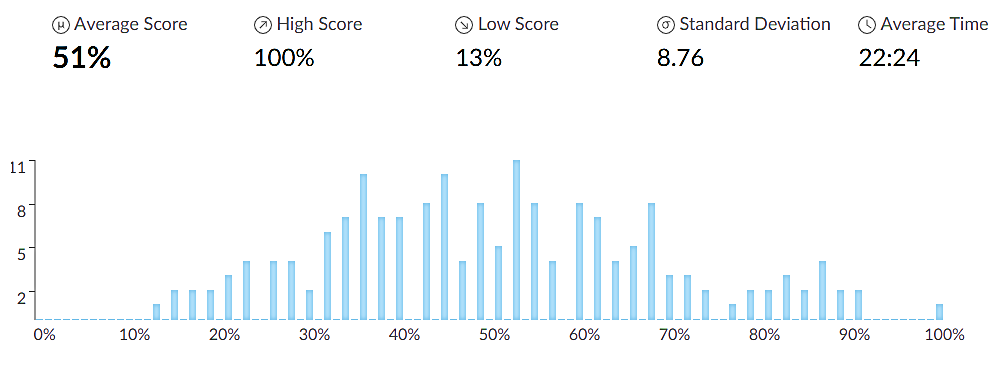 μ Average Score
High Score
Low Score
σ Standard Deviation
Average Time
51%
100%
13%
8.76
22:24
11
8
5
2
0% 10% 20% 30% 40% 50% 60% 70% 80% 90% 100%